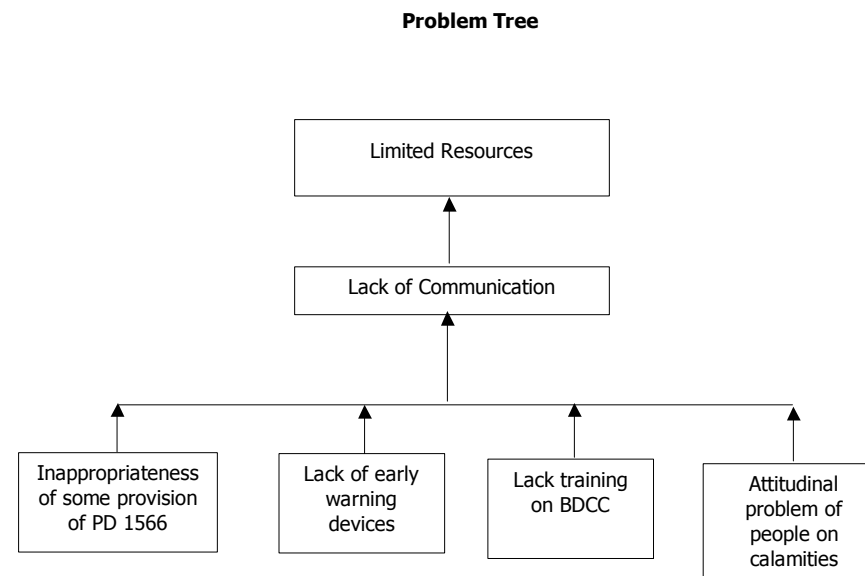 Problem Tree
Limited Resources
Lack of Communication
Inappropriateness
of some provision
of PD 1566
Lack of early
warning
devices
Lack training
on BDCC
Attitudinal
problem of
people on
calamities